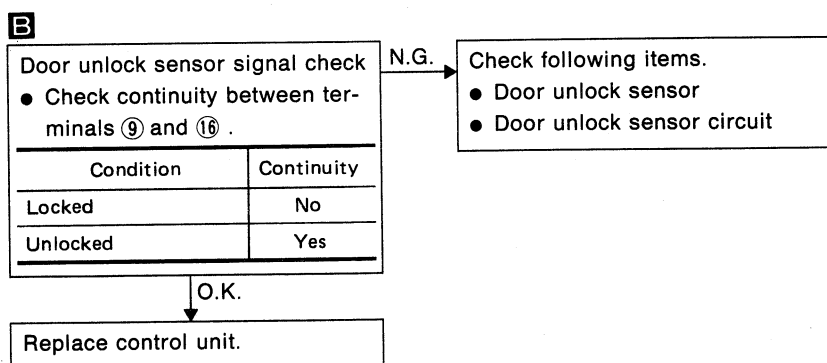 B
Door unlock sensor signal check
● Check continuity between ter-
minals ⑨ and ⑯ .
Condition Continuity
Locked No
Unlocked Yes
N.G.
Check following items.
● Door unlock sensor
● Door unlock sensor circuit
O.K.
Replace control unit.